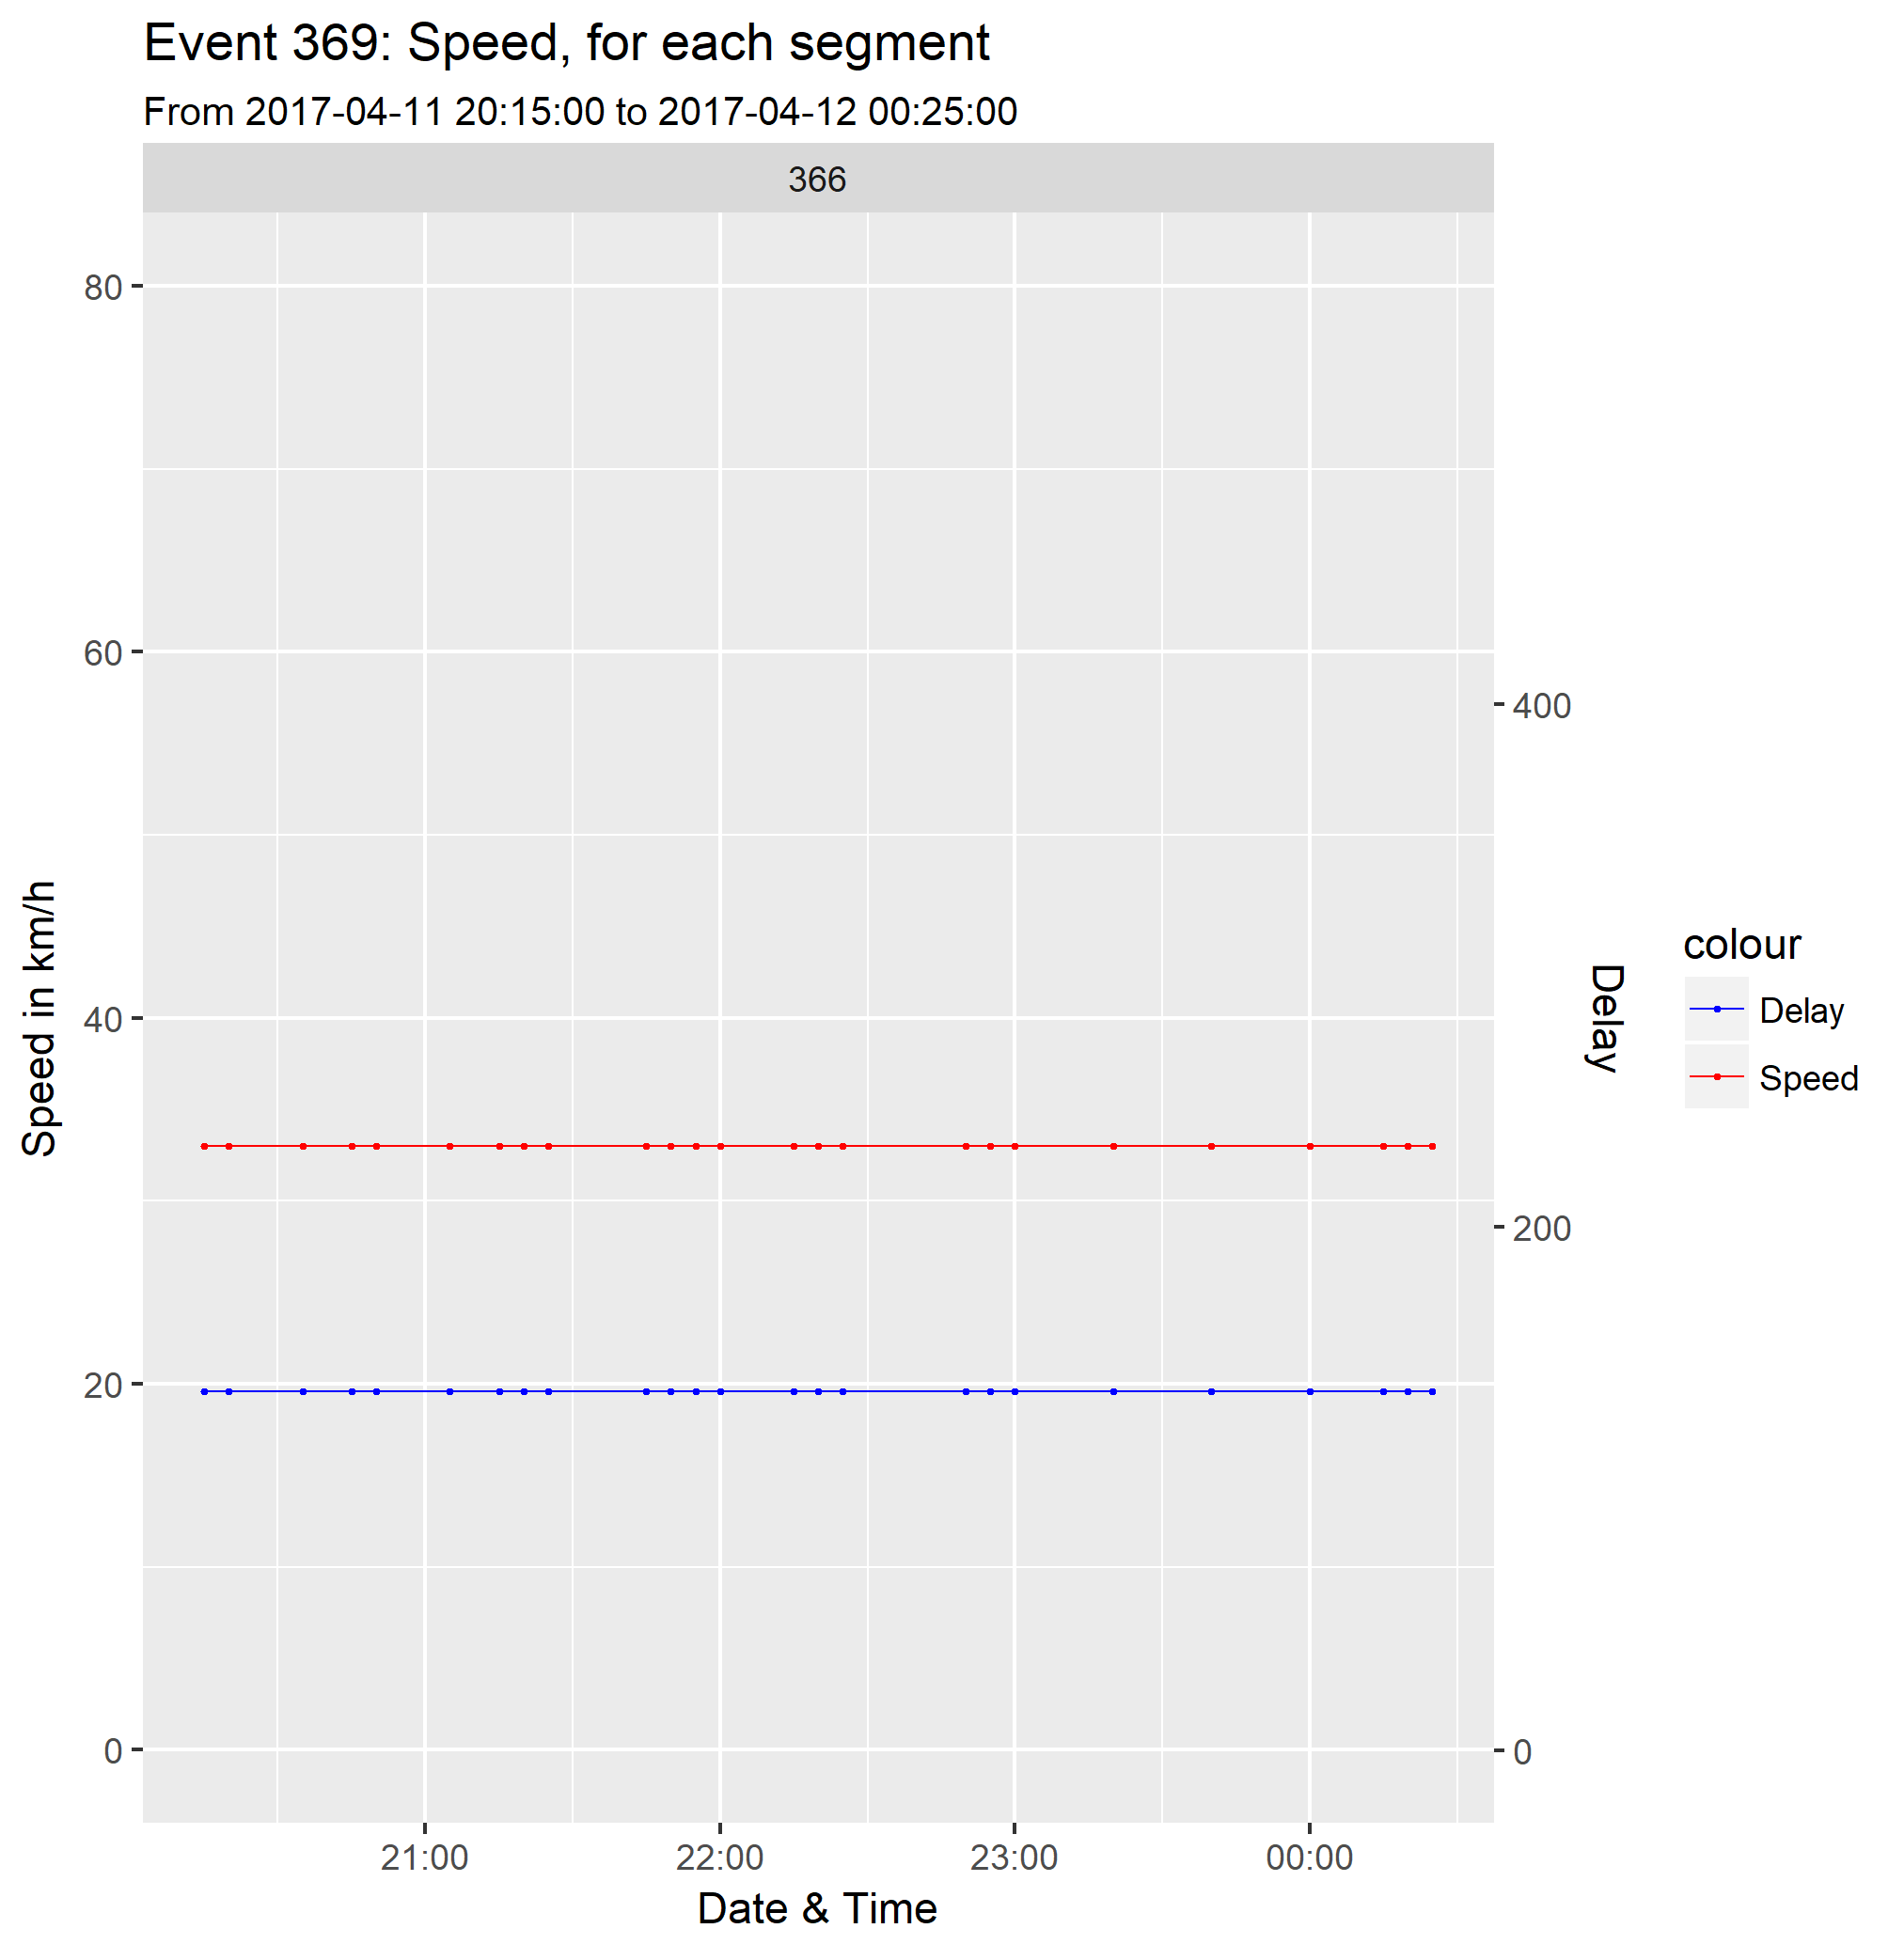 Event 369: Speed, for each segment
From 2017-04-11 20:15:00 to 2017-04-12 00:25:00
366
80
60
40
20
0
Speed in km/h
400
200
0
Delay
colour
Delay
Speed
21:00
22:00
23:00
00:00
Date & Time